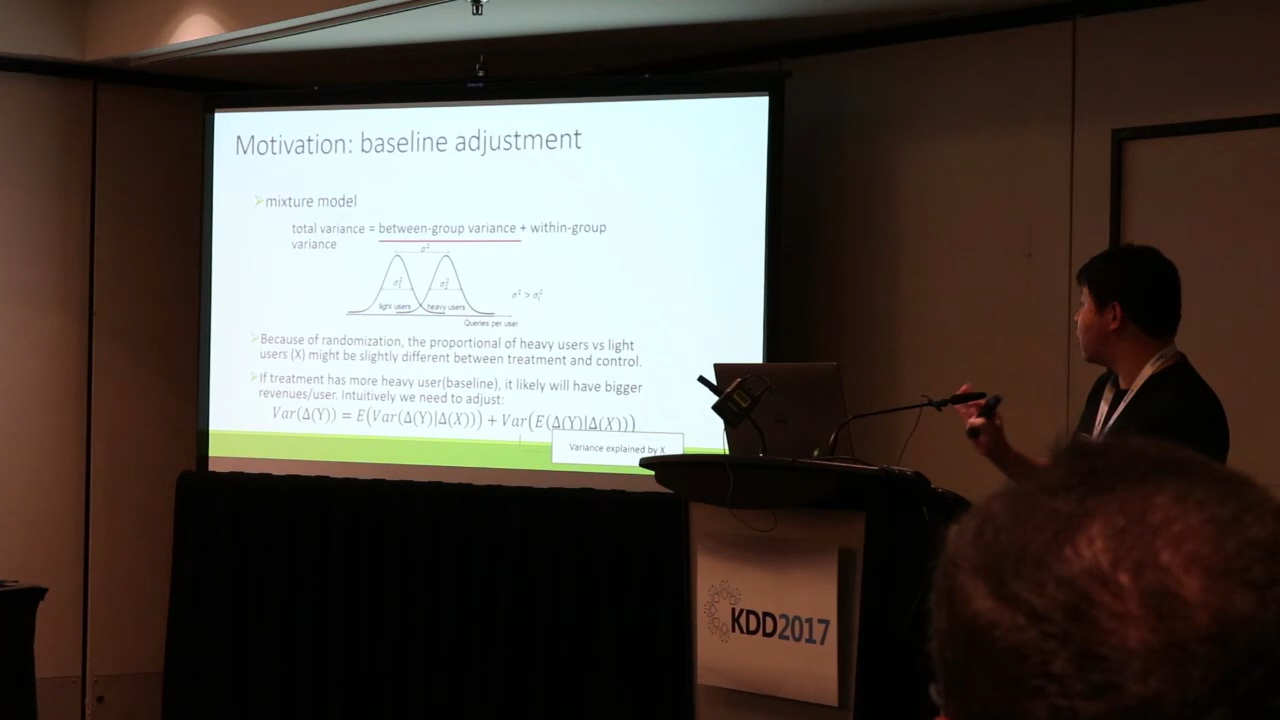 Motivation: baseline adjustment
mixture model
total variance = between-group variance + within-group
variance
σ²
σ² > σᵢ²
light users
heavy users
Queries per user
Because of randomization, the proportional of heavy users vs light
users (X) might be slightly different between treatment and control.
If treatment has more heavy user(baseline), it likely will have bigger
revenues/user. Intuitively we need to adjust:
Var(Δ(Y)) = E(Var(Δ(Y)|Δ(X))) + Var(E(Δ(Y)|Δ(X)))
Variance explained by X
KDD2017